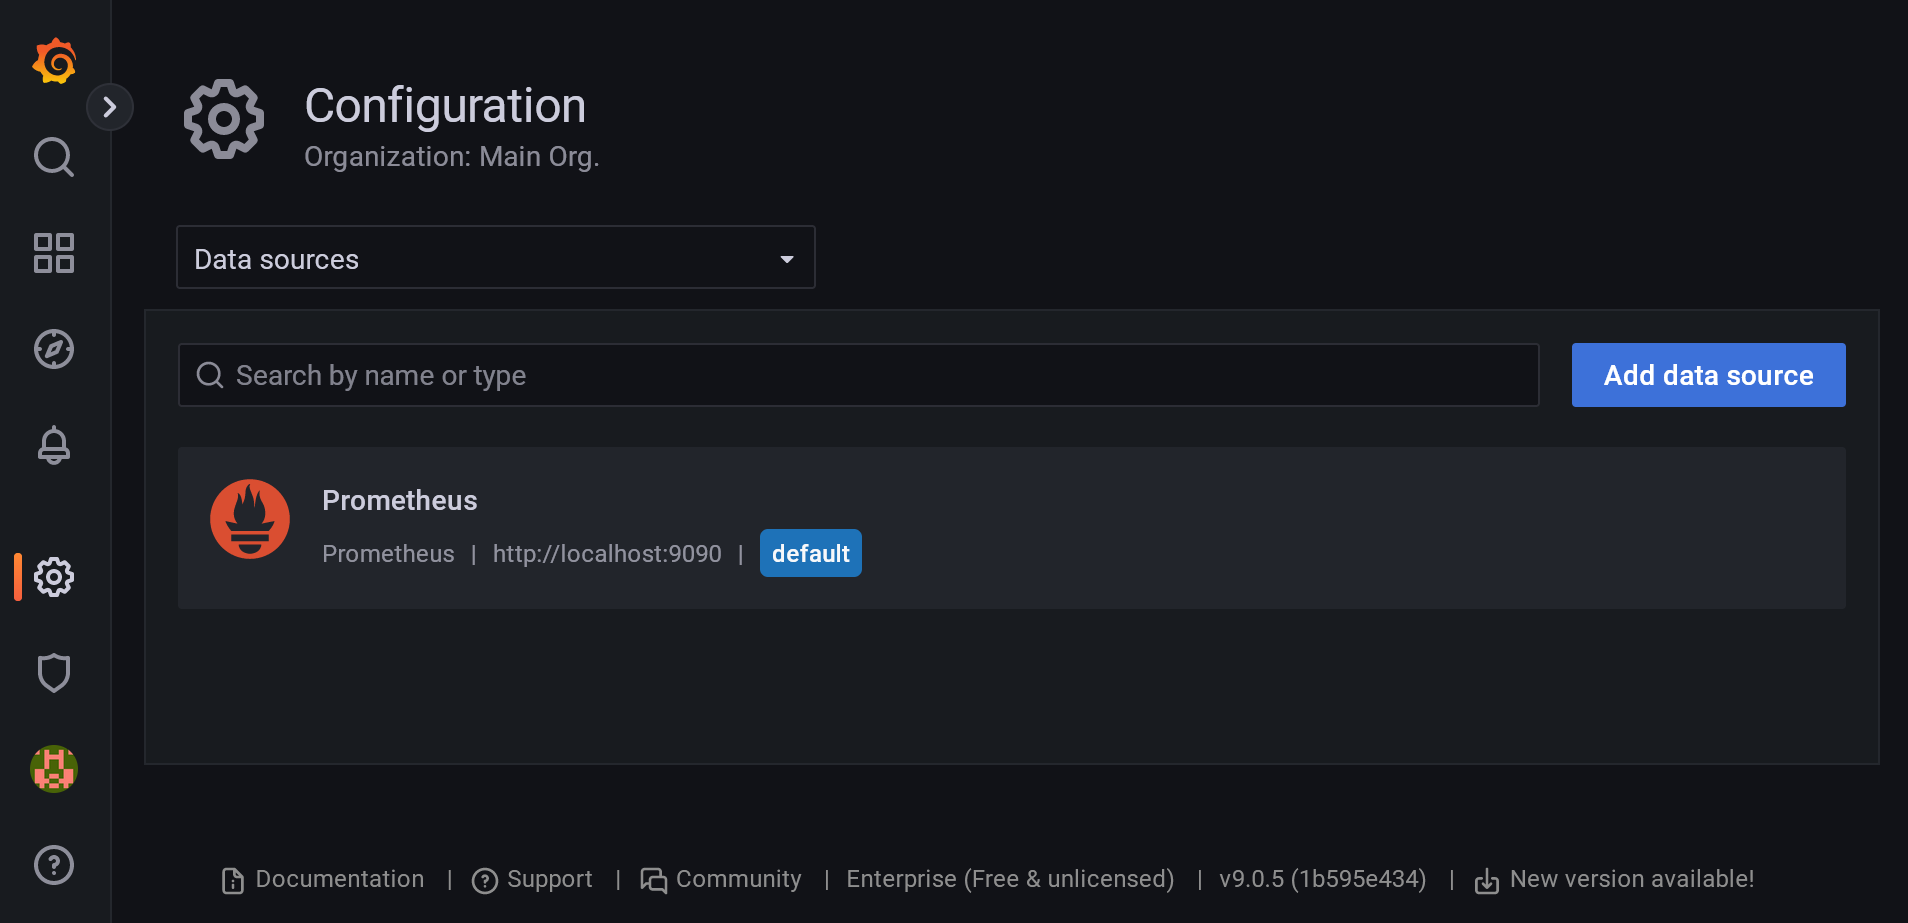 Configuration
Organization: Main Org.
Data sources
Search by name or type
Add data source
Prometheus
Prometheus | http://localhost:9090 | default
Documentation | Support | Community | Enterprise (Free & unlicensed) | v9.0.5 (1b595e434) | New version available!